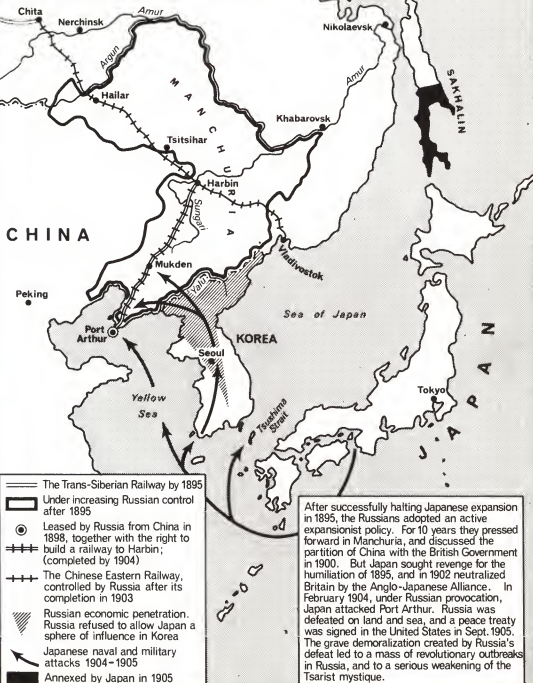 Chita
Nerchinsk
Amur
Argun
Nikolaevsk
Amur
SAKHALIN
Hailar
MANCHURIA
Khabarovsk
Tsitsihar
Harbin
Sungari
CHINA
Vladivostok
Mukden
Yalu
Peking
Sea of Japan
Port
Arthur
KOREA
Seoul
Yellow
Sea
Tsushima
Strait
Tokyo
JAPAN
The Trans-Siberian Railway by 1895
Under increasing Russian control
after 1895
Leased by Russia from China in
1898, together with the right to
build a railway to Harbin;
(completed by 1904)
The Chinese Eastern Railway,
controlled by Russia after its
completion in 1903
Russian economic penetration.
Russia refused to allow Japan a
sphere of influence in Korea
Japanese naval and military
attacks 1904-1905
Annexed by Japan in 1905
After successfully halting Japanese expansion
in 1895, the Russians adopted an active
expansionist policy. For 10 years they pressed
forward in Manchuria, and discussed the
partition of China with the British Government
in 1900. But Japan sought revenge for the
humiliation of 1895, and in 1902 neutralized
Britain by the Anglo-Japanese Alliance. In
February 1904, under Russian provocation,
Japan attacked Port Arthur. Russia was
defeated on land and sea, and a peace treaty
was signed in the United States in Sept. 1905.
The grave demoralization created by Russia's
defeat led to a mass of revolutionary outbreaks
in Russia, and to a serious weakening of the
Tsarist mystique.